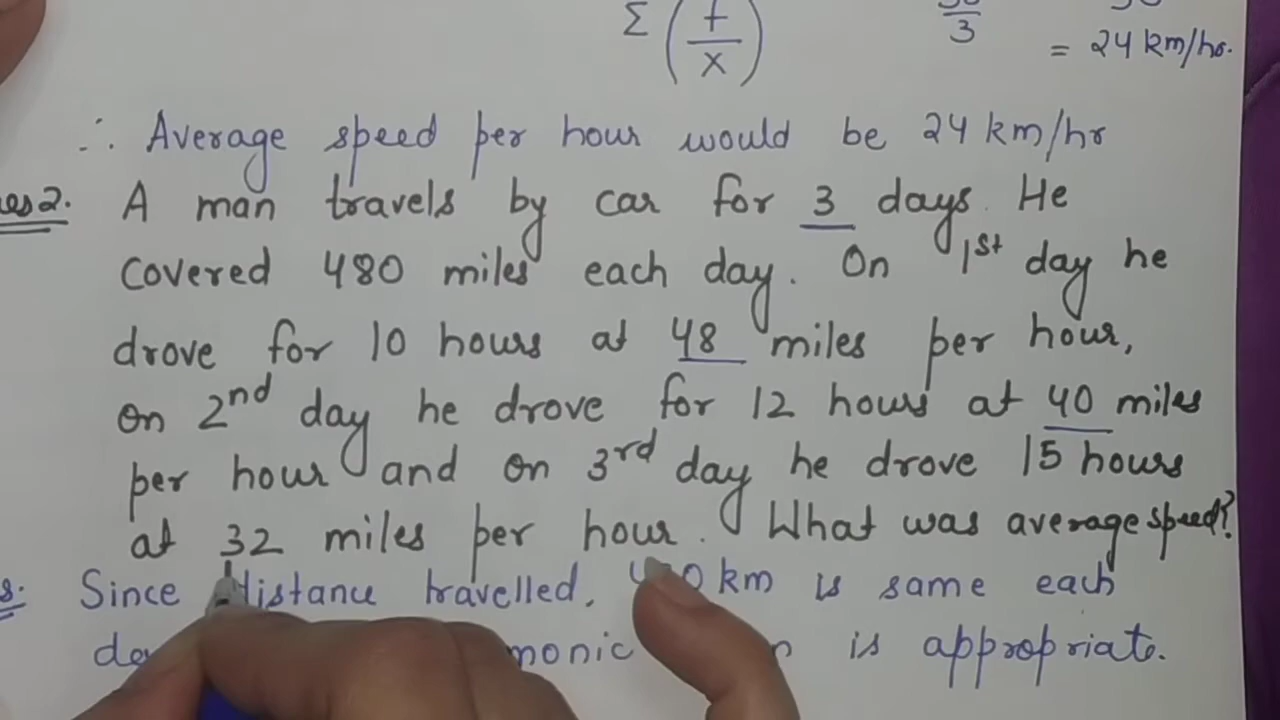 Σ (f/x) 3 = 24 km/hr.
∴ Average speed per hour would be 24 km/hr
2. A man travels by car for 3 days. He
covered 480 miles each day. On 1st day he
drove for 10 hours at 48 miles per hour,
on 2nd day he drove for 12 hours at 40 miles
per hour and on 3rd day he drove 15 hours
at 32 miles per hour. What was average speed?
Since distance travelled, km is same each
is appropriate.